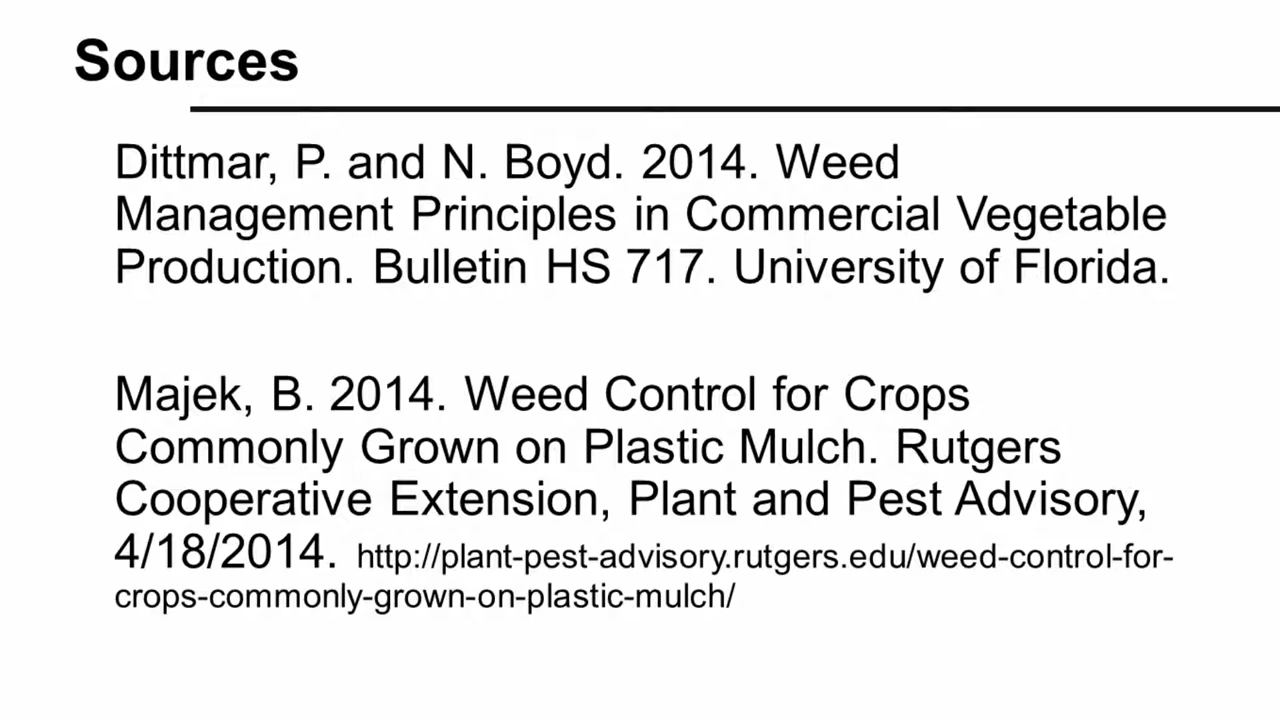 Sources
Dittmar, P. and N. Boyd. 2014. Weed
Management Principles in Commercial Vegetable
Production. Bulletin HS 717. University of Florida.
Majek, B. 2014. Weed Control for Crops
Commonly Grown on Plastic Mulch. Rutgers
Cooperative Extension, Plant and Pest Advisory,
4/18/2014. http://plant-pest-advisory.rutgers.edu/weed-control-for-
crops-commonly-grown-on-plastic-mulch/